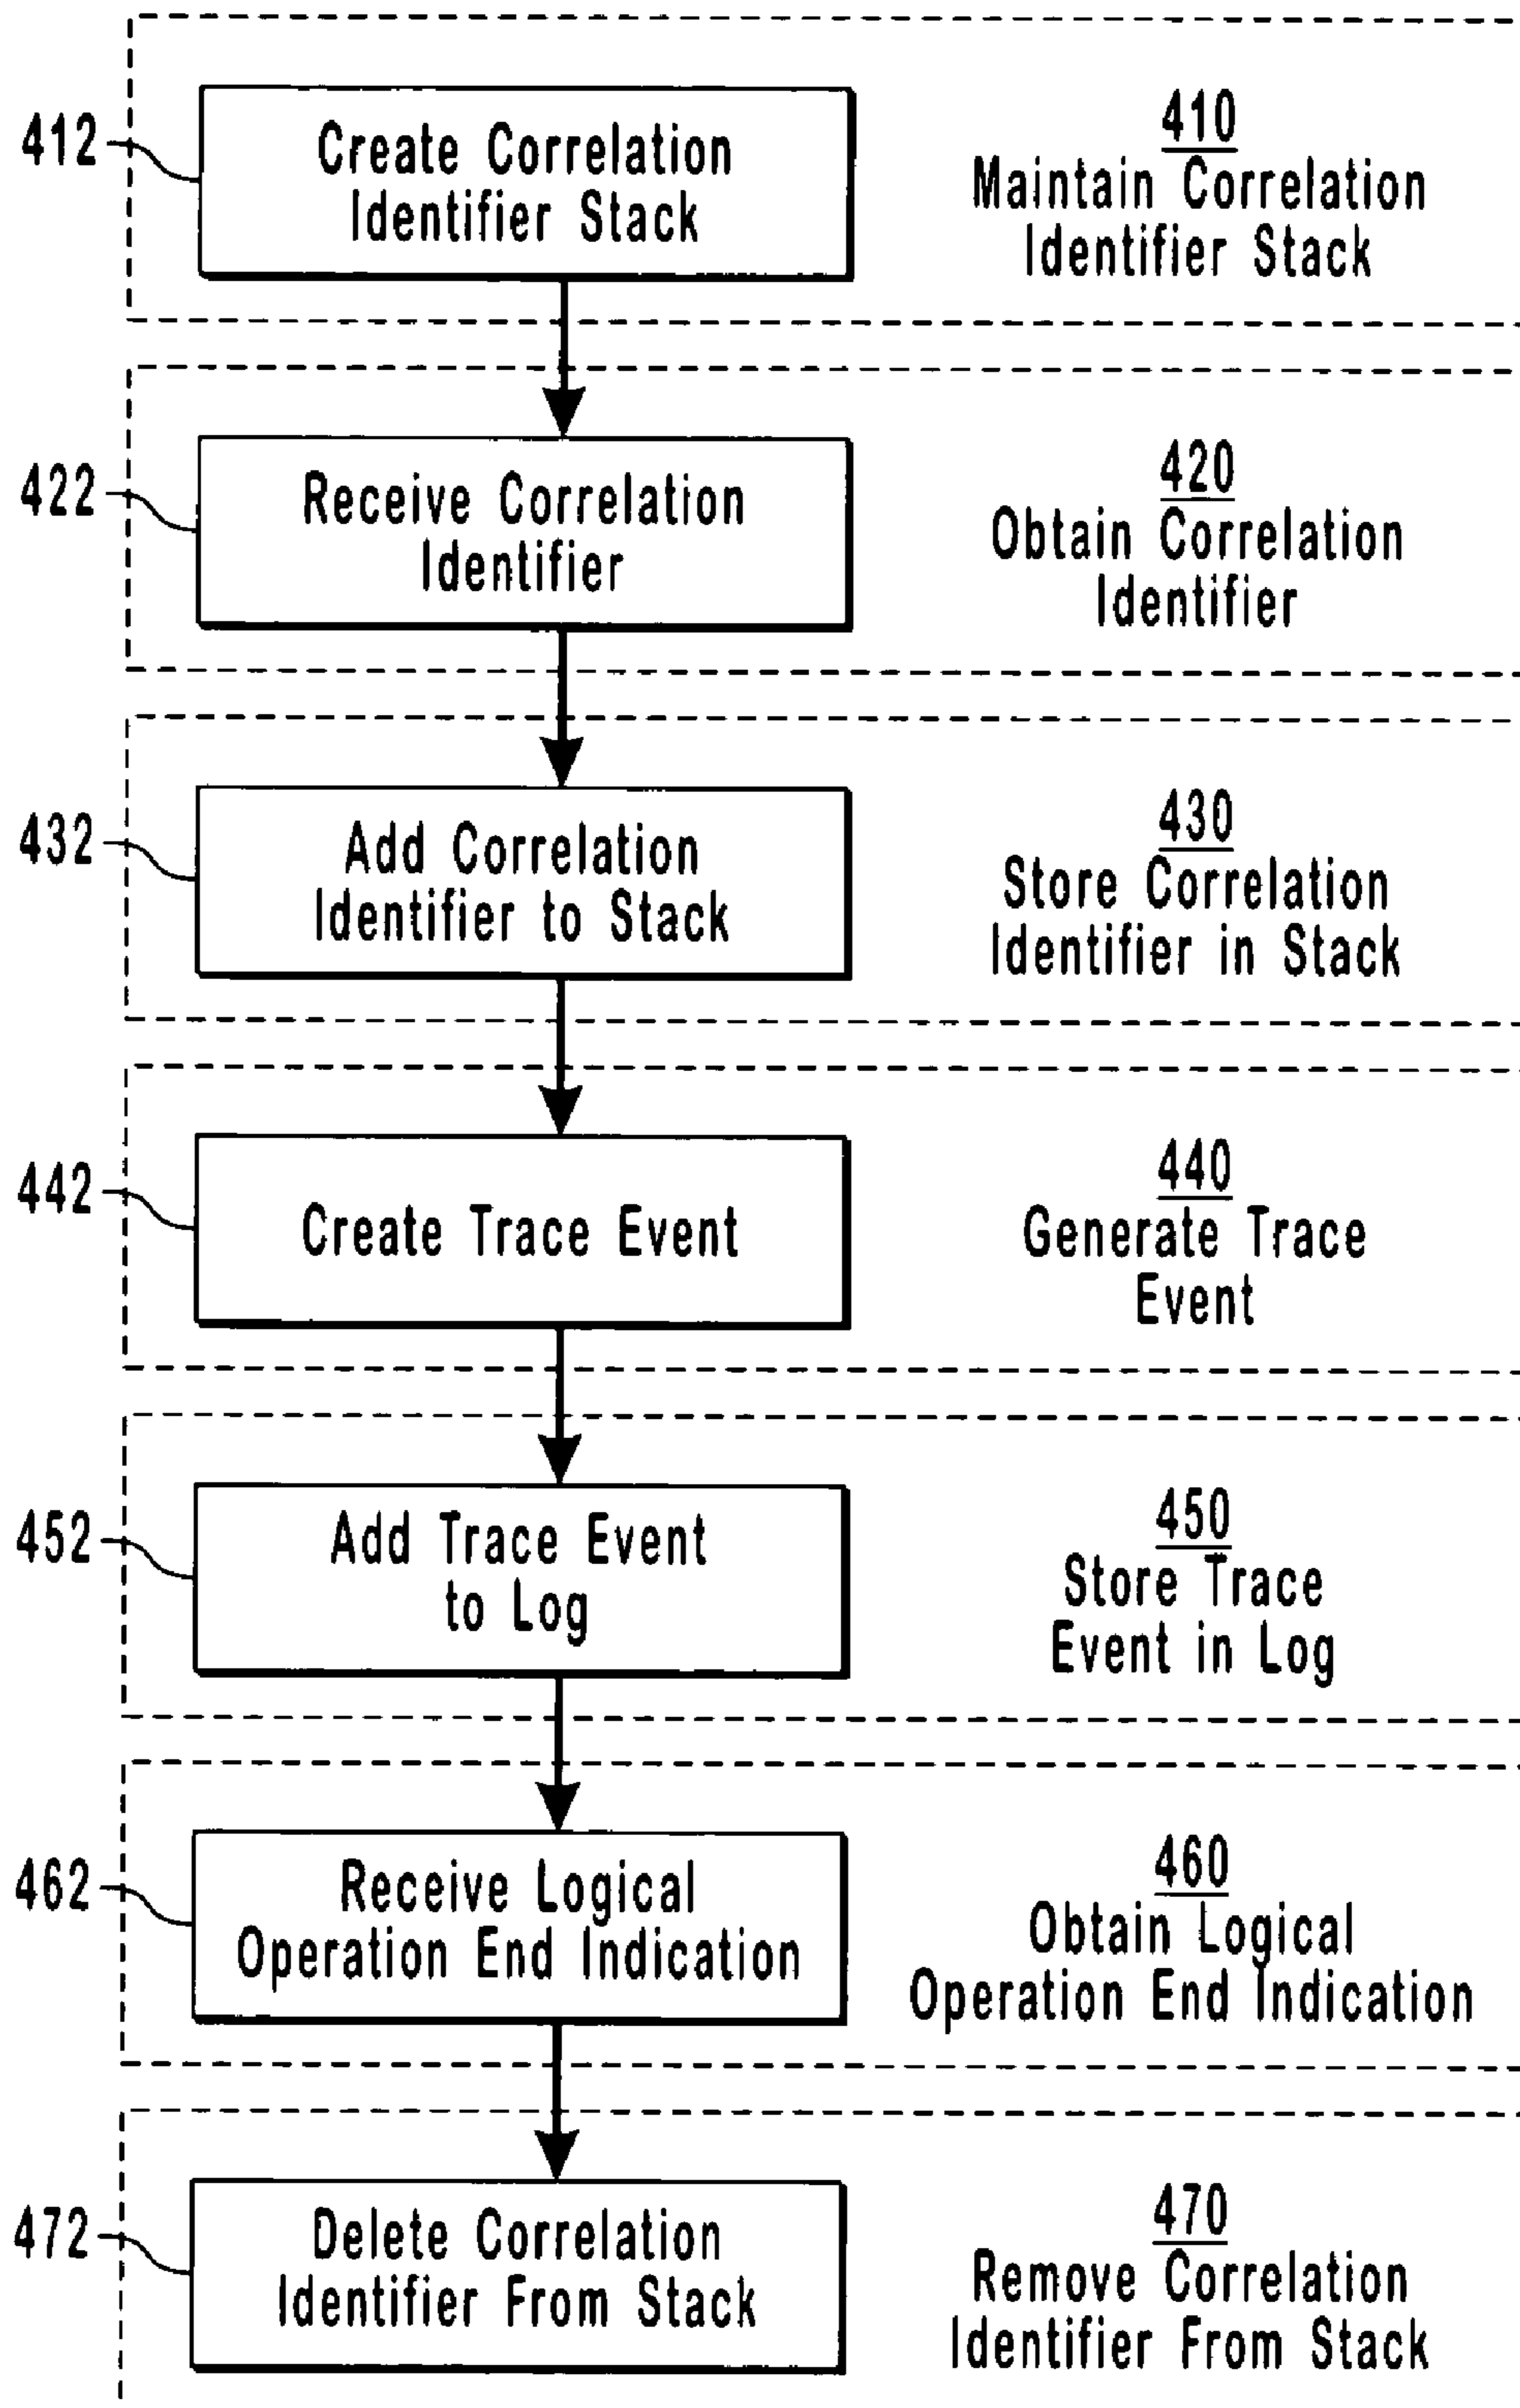 412
Create Correlation
Identifier Stack
410
Maintain Correlation
Identifier Stack
422
Receive Correlation
Identifier
420
Obtain Correlation
Identifier
432
Add Correlation
Identifier to Stack
430
Store Correlation
Identifier in Stack
442
Create Trace Event
440
Generate Trace
Event
452
Add Trace Event
to Log
450
Store Trace
Event in Log
462
Receive Logical
Operation End Indication
460
Obtain Logical
Operation End Indication
472
Delete Correlation
Identifier From Stack
470
Remove Correlation
Identifier From Stack